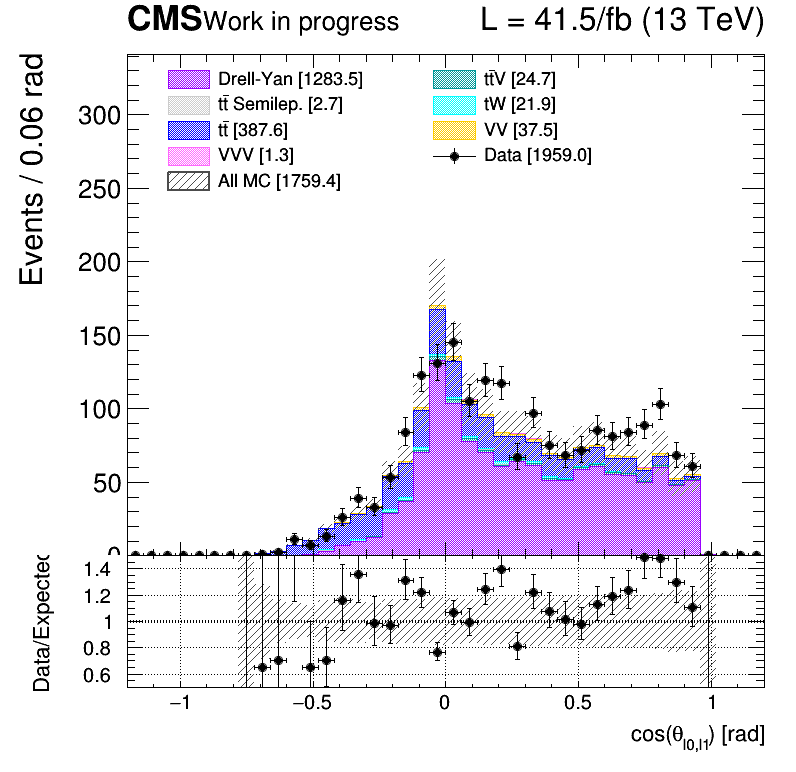 CMS Work in progress L = 41.5/fb (13 TeV)
Drell-Yan [1283.5] tt̄V [24.7]
tt̄ Semilep. [2.7] tW [21.9]
tt̄ [387.6] VV [37.5]
VVV [1.3] Data [1959.0]
All MC [1759.4]
Events / 0.06 rad
300
250
200
150
100
50
0
Data/Expected
1.4
1.2
1
0.8
0.6
−1 −0.5 0 0.5 1
cos(θl0,l1) [rad]